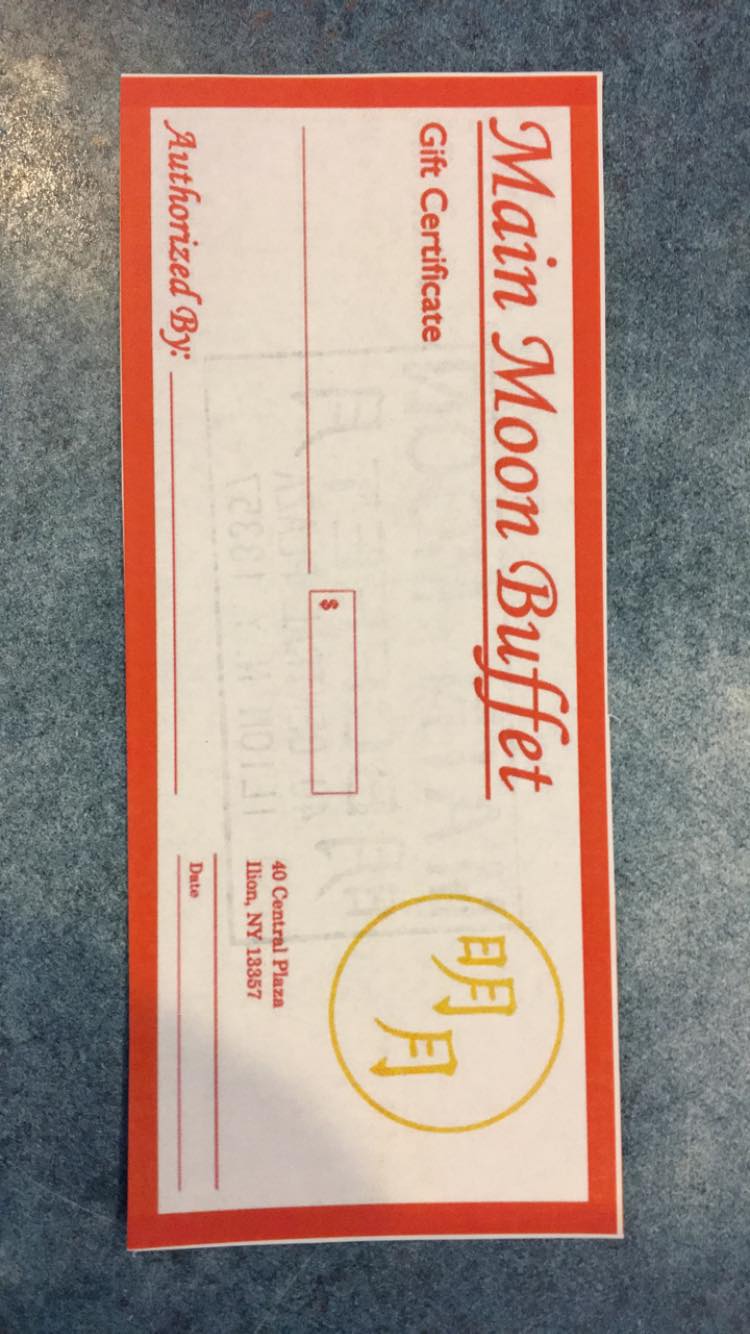 Main Moon Buffet
Gift Certificate
明
月
$
40 Central Plaza
Ilion, NY 13357
Authorized By:
Date